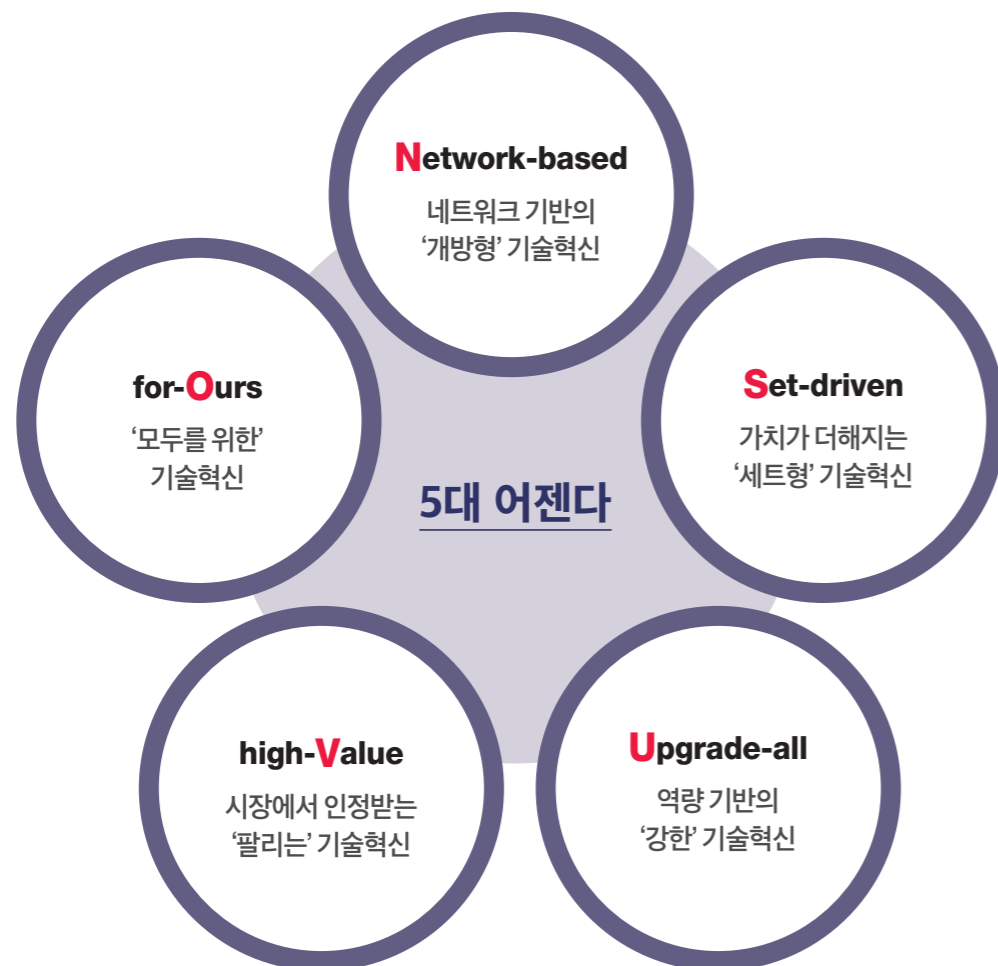 Network-based
네트워크 기반의
‘개방형’ 기술혁신
for-Ours
‘모두를 위한’
기술혁신
Set-driven
가치가 더해지는
‘세트형’ 기술혁신
5대 어젠다
high-Value
시장에서 인정받는
‘팔리는’ 기술혁신
Upgrade-all
역량 기반의
‘강한’ 기술혁신